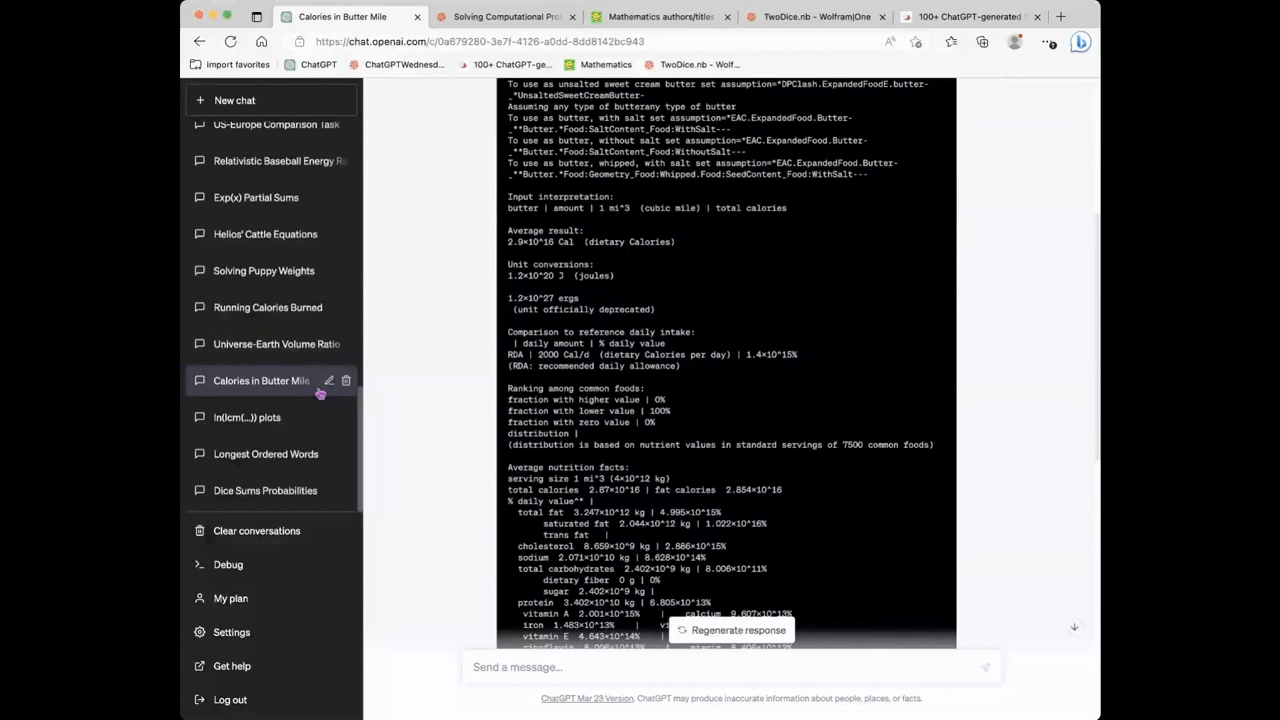 Calories in Butter Mile
Solving Computational Pro
Mathematics authors/titles
TwoDice.nb - Wolfram|One
100+ ChatGPT-generated
https://chat.openai.com/c/0a679280-3e7f-4126-a0dd-8dd8142bc943
Import favorites
ChatGPT
ChatGPTWednesd...
100+ ChatGPT-ge...
Mathematics
TwoDice.nb - Wolf...
New chat
US-Europe Comparison Task
Relativistic Baseball Energy Ra
Exp(x) Partial Sums
Helios' Cattle Equations
Solving Puppy Weights
Running Calories Burned
Universe-Earth Volume Ratio
Calories in Butter Mile
ln(lcm(...)) plots
Longest Ordered Words
Dice Sums Probabilities
Clear conversations
Debug
My plan
Settings
Get help
Log out
To use as unsalted sweet cream butter set assumption=*DPClash.ExpandedFoodE.butter-
_*UnsaltedSweetCreamButter-
Assuming any type of butterany type of butter
To use as butter, with salt set assumption=*EAC.ExpandedFood.Butter-
_**Butter.*Food:SaltContent_Food:WithSalt---
To use as butter, without salt set assumption=*EAC.ExpandedFood.Butter-
_**Butter.*Food:SaltContent_Food:WithoutSalt---
To use as butter, whipped, with salt set assumption=*EAC.ExpandedFood.Butter-
_**Butter.*Food:Geometry_Food:Whipped.Food:SeedContent_Food:WithSalt---
Input interpretation:
butter | amount | 1 mi^3 (cubic mile) | total calories
Average result:
2.9×10^16 Cal (dietary Calories)
Unit conversions:
1.2×10^20 J (joules)
1.2×10^27 ergs
(unit officially deprecated)
Comparison to reference daily intake:
| daily amount | % daily value
RDA | 2000 Cal/d (dietary Calories per day) | 1.4×10^15%
(RDA: recommended daily allowance)
Ranking among common foods:
fraction with higher value | 0%
fraction with lower value | 100%
fraction with zero value | 0%
distribution |
(distribution is based on nutrient values in standard servings of 7500 common foods)
Average nutrition facts:
serving size 1 mi^3 (4×10^12 kg)
total calories 2.87×10^16 | fat calories 2.854×10^16
% daily value^* |
total fat 3.247×10^12 kg | 4.995×10^15%
saturated fat 2.044×10^12 kg | 1.022×10^16%
trans fat |
cholesterol 8.659×10^9 kg | 2.886×10^15%
sodium 2.071×10^10 kg | 8.628×10^14%
total carbohydrates 2.402×10^9 kg | 8.006×10^11%
dietary fiber 0 g | 0%
sugar 2.402×10^9 kg |
protein 3.402×10^10 kg | 6.805×10^13%
vitamin A 2.001×10^15% | calcium 9.607×10^13%
iron 1.483×10^13% | vi
vitamin E 4.643×10^14%
Regenerate response
Send a message...
ChatGPT Mar 23 Version. ChatGPT may produce inaccurate information about people, places, or facts.